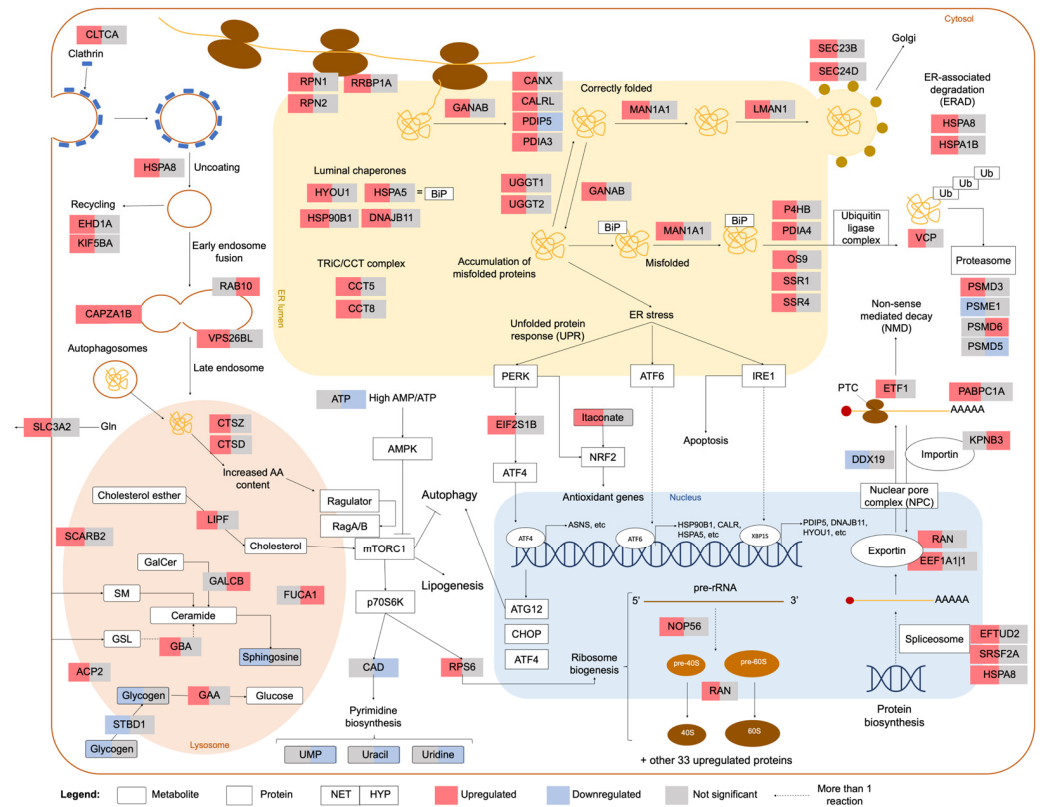 Cytosol
CLTCA
Clathrin
RPN1
RRBP1A
RPN2
GANAB
CANX
CALRL
PDIP5
PDIA3
Correctly folded
MAN1A1
LMAN1
SEC23B
SEC24D
Golgi
ER-associated
degradation
(ERAD)
HSPA8
HSPA1B
HSPA8
Uncoating
Recycling
EHD1A
KIF5BA
Early endosome
fusion
RAB10
CAPZA1B
VPS26BL
Late endosome
Luminal chaperones
HYOU1
HSPA5
=
BiP
HSP90B1
DNAJB11
TRiC/CCT complex
CCT5
CCT8
ER lumen
UGGT1
UGGT2
GANAB
Accumulation of
misfolded proteins
BiP
MAN1A1
BiP
Misfolded
P4HB
PDIA4
OS9
SSR1
SSR4
Ubiquitin
ligase
complex
Ub
Ub
Ub
VCP
Proteasome
PSMD3
PSME1
PSMD6
PSMD5
Non-sense
mediated decay
(NMD)
ER stress
Unfolded protein
response (UPR)
PERK
ATF6
IRE1
EIF2S1B
Itaconate
ATF4
NRF2
Antioxidant genes
Apoptosis
PTC
ETF1
PABPC1A
AAAAA
KPNB3
Importin
DDX19
Nuclear pore
complex (NPC)
Autophagosomes
SLC3A2
Gln
CTSZ
CTSD
Increased AA
content
ATP
High AMP/ATP
AMPK
Ragulator
RagA/B
Autophagy
mTORC1
Lipogenesis
p70S6K
CAD
RPS6
Pyrimidine
biosynthesis
UMP
Uracil
Uridine
Cholesterol esther
LIPF
Cholesterol
SCARB2
GalCer
GALCB
FUCA1
SM
Ceramide
GSL
GBA
Sphingosine
ACP2
Glycogen
GAA
Glucose
STBD1
Glycogen
Lysosome
Nucleus
ATF4
ASNS, etc
ATF6
HSP90B1, CALR,
HSPA5, etc
XBP1S
PDIP5, DNAJB11,
HYOU1, etc
ATG12
CHOP
ATF4
Ribosome
biogenesis
pre-rRNA
5’
3’
NOP56
pre-40S
pre-60S
RAN
40S
60S
+ other 33 upregulated proteins
Exportin
RAN
EEF1A1|1
AAAAA
Spliceosome
EFTUD2
SRSF2A
HSPA8
Protein
biosynthesis
Legend:
Metabolite
Protein
NET
HYP
Upregulated
Downregulated
Not significant
More than 1
reaction